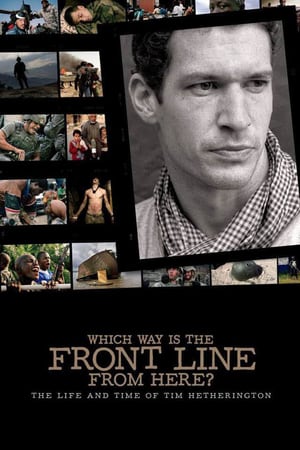 WHICH WAY IS THE
FRONT LINE
FROM HERE?
THE LIFE AND TIME OF TIM HETHERINGTON